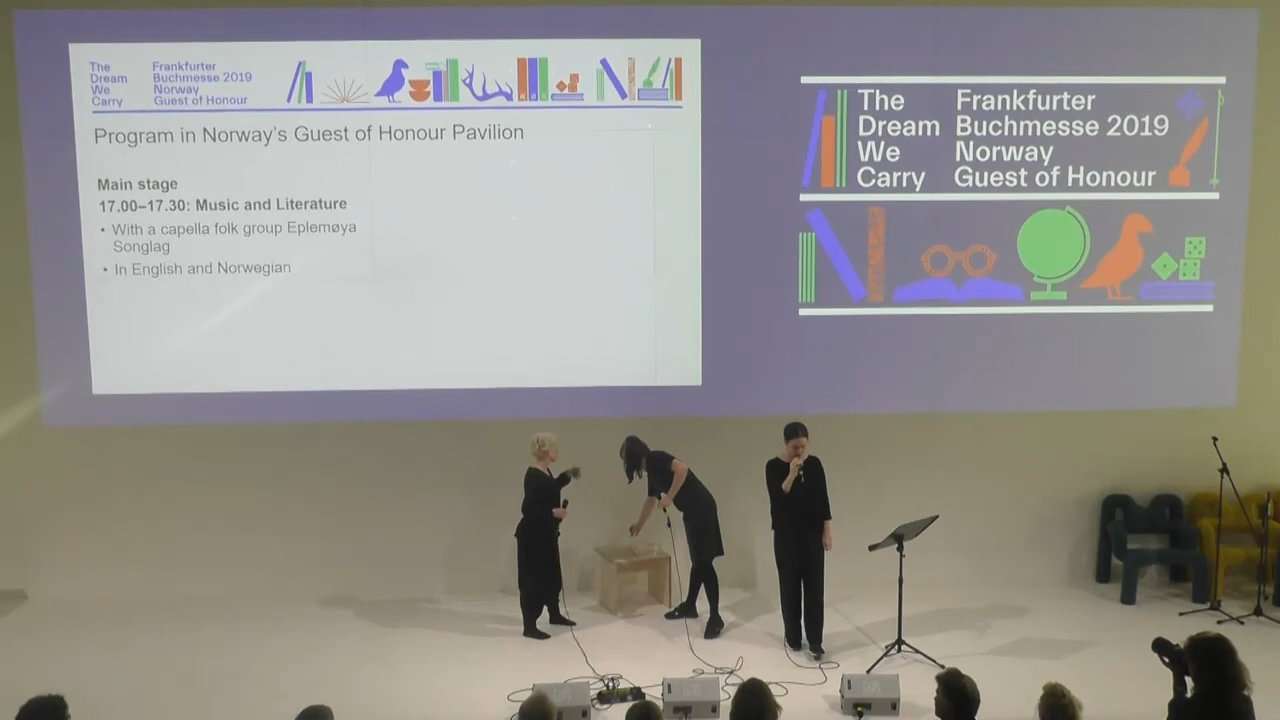 The
Dream
We
Carry
Frankfurter
Buchmesse 2019
Norway
Guest of Honour
Program in Norway's Guest of Honour Pavilion
Main stage
17.00–17.30: Music and Literature
• With a capella folk group Eplemøya
Songlag
• In English and Norwegian
The
Dream
We
Carry
Frankfurter
Buchmesse 2019
Norway
Guest of Honour